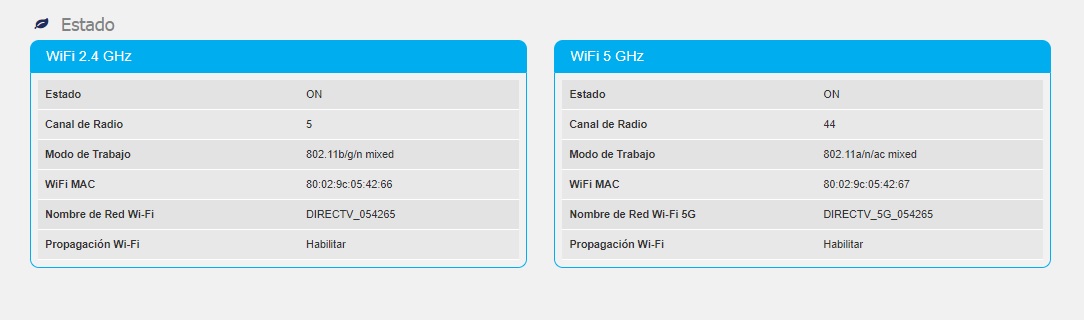 Estado
WiFi 2.4 GHz
Estado ON
Canal de Radio 5
Modo de Trabajo 802.11b/g/n mixed
WiFi MAC 80:02:9c:05:42:66
Nombre de Red Wi-Fi DIRECTV_054265
Propagación Wi-Fi Habilitar
WiFi 5 GHz
Estado ON
Canal de Radio 44
Modo de Trabajo 802.11a/n/ac mixed
WiFi MAC 80:02:9c:05:42:67
Nombre de Red Wi-Fi 5G DIRECTV_5G_054265
Propagación Wi-Fi Habilitar